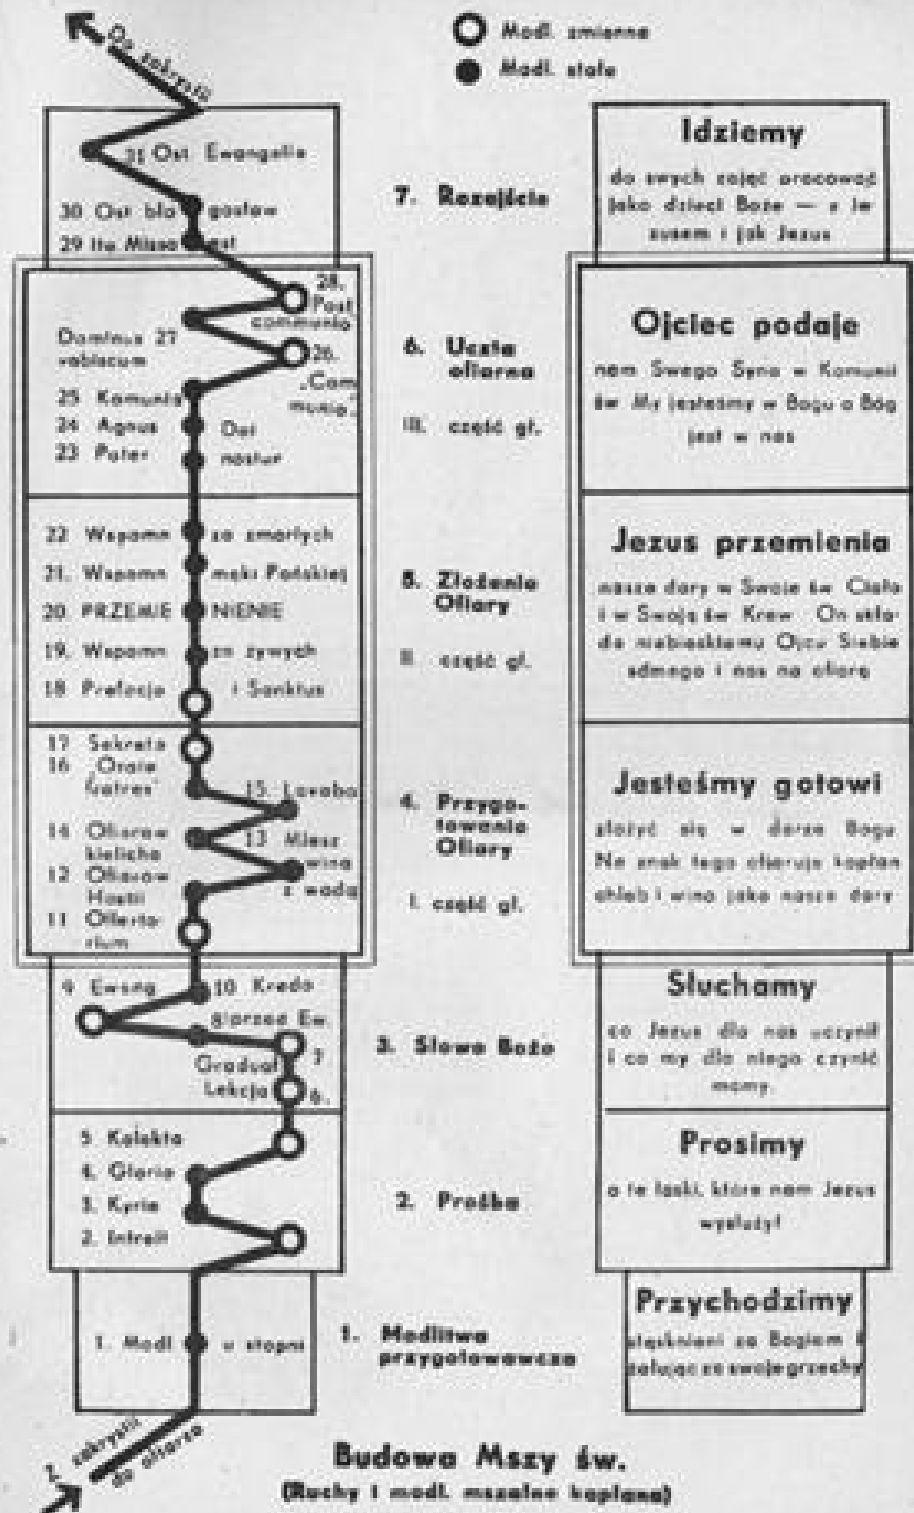 Do zakrystii
Modl. zmienne
Modl. stałe
31 Ost Ewangelia
30 Ost bło gosław
29 Ite Missa est
7. Rozejście
Idziemy
do swych zajęć pracować
jako dzieci Boże — z Je
zusem i jak Jezus
28.
Post
communio"
Dominus 27
vobiscum
26.
„Com
munio"
25 Komunia
24 Agnus Dei
23 Pater noster
6. Uczta
ofiarna
III. część gł.
Ojciec podaje
nam Swego Syna w Komunii
św My jesteśmy w Bogu a Bóg
jest w nas
22 Wspomn za zmarłych
21. Wspomn męki Pańskiej
20. PRZEMIE NIENIE
19. Wspomn za żywych
18 Prefacja i Sanktus
5. Złożenie
Ofiary
II część gł.
Jezus przemienia
nasze dary w Swoje św Ciało
i w Swoją św Krew On skła-
da niebieskiemu Ojcu Siebie
samego i nas na ofiarę
17 Sekreta
16 „Orate
fratres"
15. Lavabo
14 Ofiarow
kielicha
13 Miesz
wina
z wodą
12 Ofiarow
Hostii
11 Offerto-
rium
4. Przygo-
towanie
Ofiary
I. część gł.
Jesteśmy gotowi
złożyć się w darze Bogu
Na znak tego ofiaruje kapłan
chleb i wino jako nasze dary
9 Ewang
10 Kredo
8 przed Ew.
7
Graduał
Lekcja 6.
3. Słowo Boże
Słuchamy
co Jezus dla nas uczynił
i co my dla niego czynić
mamy.
5 Kolekta
4. Gloria
3. Kyrie
2. Introit
2. Prośba
Prosimy
o te łaski, które nam Jezus
wysłużył
1. Modl u stopni
1. Modlitwa
przygotowawcza
Przychodzimy
stęsknieni za Bogiem i
żałując za swoje grzechy
Z zakrystii
do ołtarza
Budowa Mszy św.
(Ruchy i modl. mszalne kapłana)